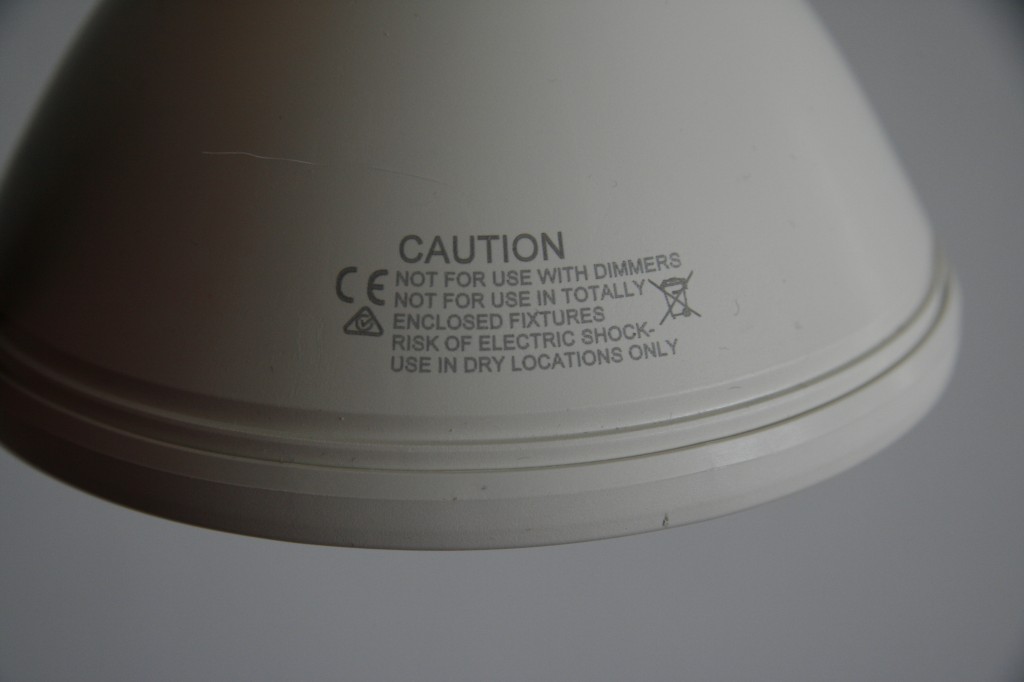 CAUTION
CE NOT FOR USE WITH DIMMERS
NOT FOR USE IN TOTALLY
ENCLOSED FIXTURES
RISK OF ELECTRIC SHOCK-
USE IN DRY LOCATIONS ONLY